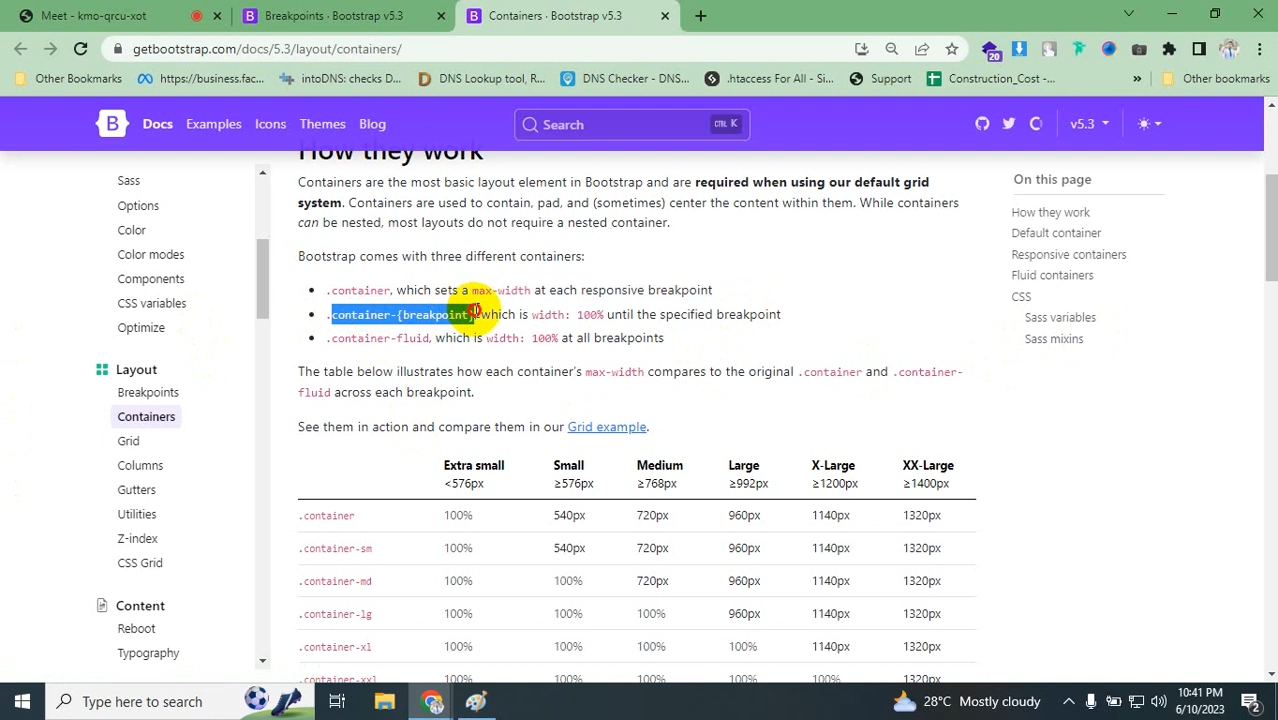 Meet - kmo-qrcu-xot
Breakpoints · Bootstrap v5.3
Containers · Bootstrap v5.3
getbootstrap.com/docs/5.3/layout/containers/
20
Other Bookmarks
https://business.fac...
intoDNS: checks D...
DNS Lookup tool, R...
DNS Checker - DNS...
.htaccess For All - Si...
Support
Construction_Cost -...
»
Other bookmarks
B
Docs
Examples
Icons
Themes
Blog
Search
CTRL K
v5.3
Sass
Options
Color
Color modes
Components
CSS variables
Optimize
Layout
Breakpoints
Containers
Grid
Columns
Gutters
Utilities
Z-index
CSS Grid
Content
Reboot
Typography
How they work
Containers are the most basic layout element in Bootstrap and are required when using our default grid
system. Containers are used to contain, pad, and (sometimes) center the content within them. While containers
can be nested, most layouts do not require a nested container.
Bootstrap comes with three different containers:
• .container, which sets a max-width at each responsive breakpoint
• .container-{breakpoint}, which is width: 100% until the specified breakpoint
• .container-fluid, which is width: 100% at all breakpoints
The table below illustrates how each container's max-width compares to the original .container and .container-
fluid across each breakpoint.
See them in action and compare them in our Grid example.
Extra small Small Medium Large X-Large XX-Large
<576px ≥576px ≥768px ≥992px ≥1200px ≥1400px
.container 100% 540px 720px 960px 1140px 1320px
.container-sm 100% 540px 720px 960px 1140px 1320px
.container-md 100% 100% 720px 960px 1140px 1320px
.container-lg 100% 100% 100% 960px 1140px 1320px
.container-xl 100% 100% 100% 100% 1140px 1320px
.container-xxl 100% 100% 100% 100% 100% 1320px
On this page
How they work
Default container
Responsive containers
Fluid containers
CSS
Sass variables
Sass mixins
Type here to search
28°C Mostly cloudy
10:41 PM
6/10/2023
2